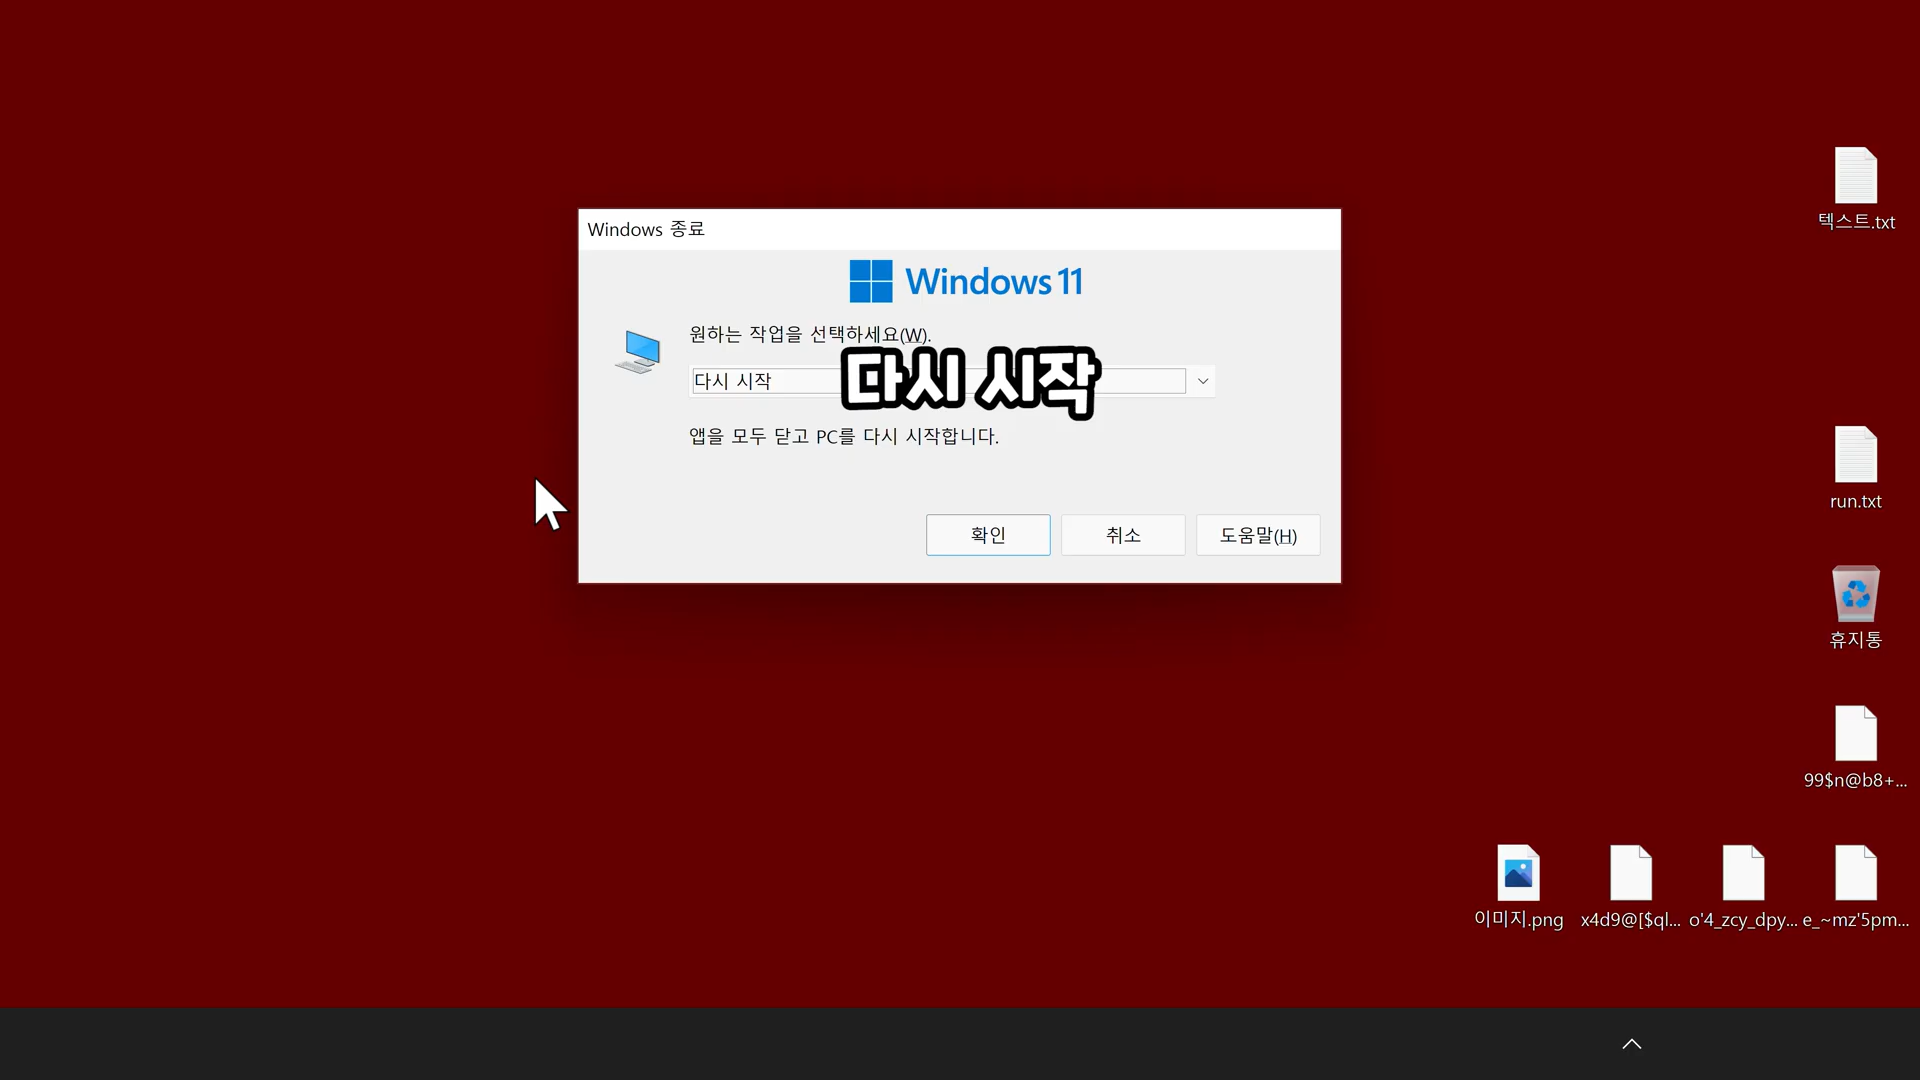 Windows 종료
Windows 11
원하는 작업을 선택하세요(W).
다시 시작
다시 시작
앱을 모두 닫고 PC를 다시 시작합니다.
확인
취소
도움말(H)
텍스트.txt
run.txt
휴지통
99$n@b8+...
이미지.png
x4d9@[$ql...
o'4_zcy_dpy...
e_~mz'5pm...